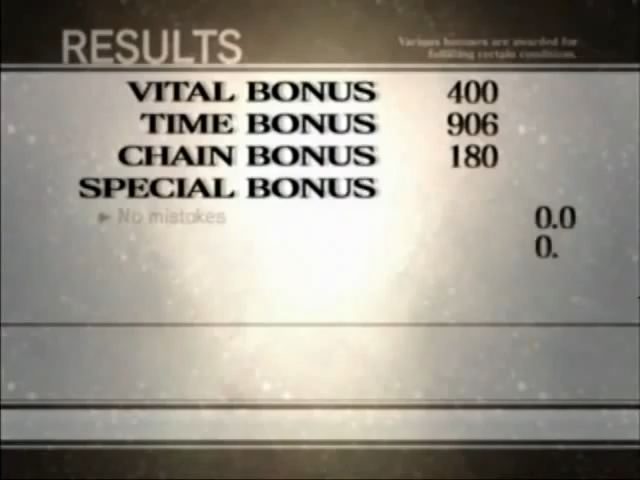 RESULTS
Various bonuses are awarded for
fulfilling certain conditions.
VITAL BONUS 400
TIME BONUS 906
CHAIN BONUS 180
SPECIAL BONUS
▶ No mistakes 0.0
0.